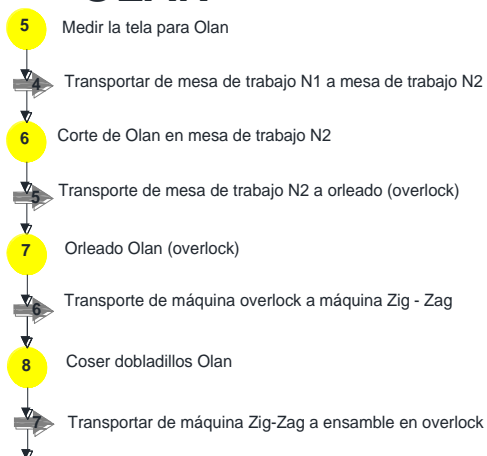 5 Medir la tela para Olan
4 Transportar de mesa de trabajo N1 a mesa de trabajo N2
6 Corte de Olan en mesa de trabajo N2
5 Transporte de mesa de trabajo N2 a orleado (overlock)
7 Orleado Olan (overlock)
6 Transporte de máquina overlock a máquina Zig - Zag
8 Coser dobladillos Olan
7 Transportar de máquina Zig-Zag a ensamble en overlock